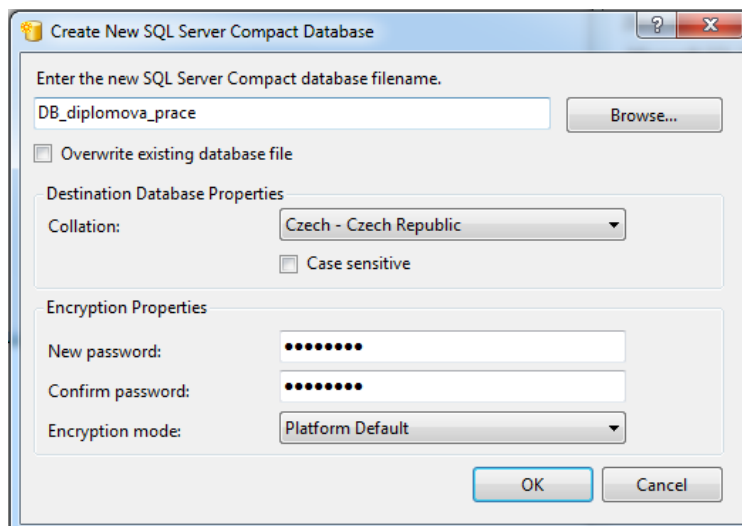 Create New SQL Server Compact Database
?
Enter the new SQL Server Compact database filename.
DB_diplomova_prace
Browse...
Overwrite existing database file
Destination Database Properties
Collation:
Czech - Czech Republic
Case sensitive
Encryption Properties
New password:
••••••••
Confirm password:
••••••••
Encryption mode:
Platform Default
OK
Cancel